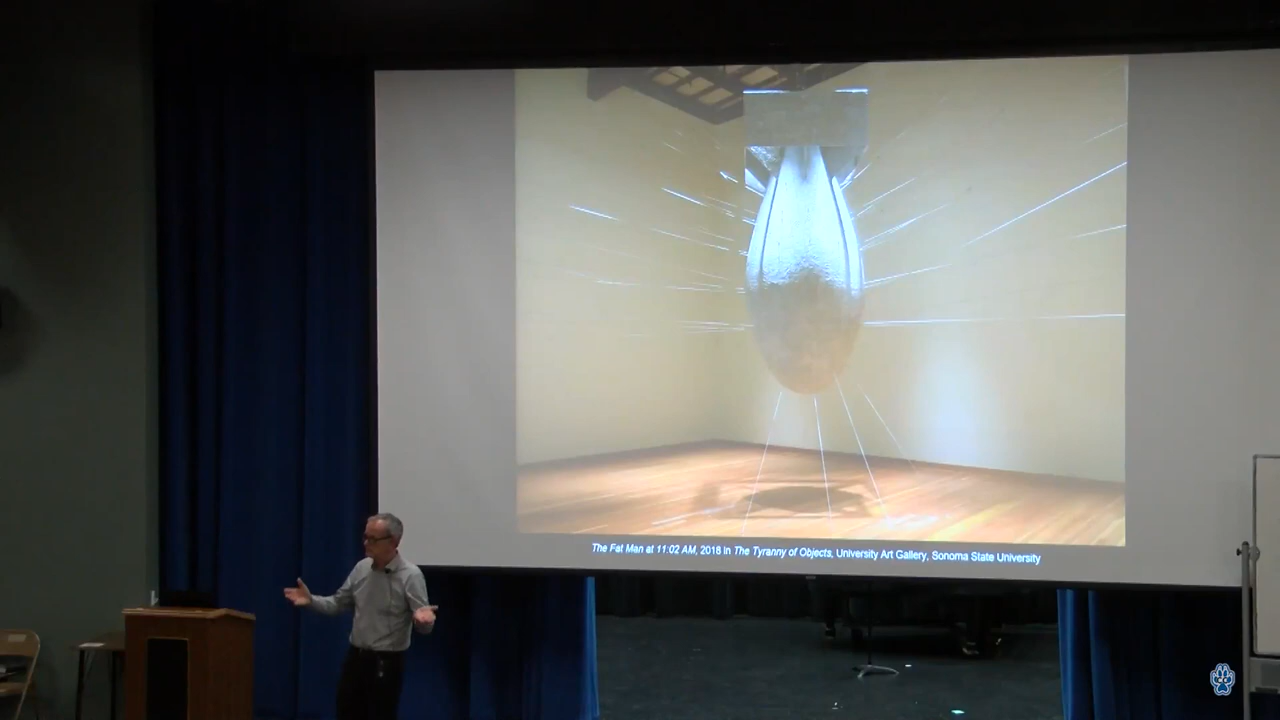 The Fat Man at 11:02 AM, 2018 in The Tyranny of Objects, University Art Gallery, Sonoma State University